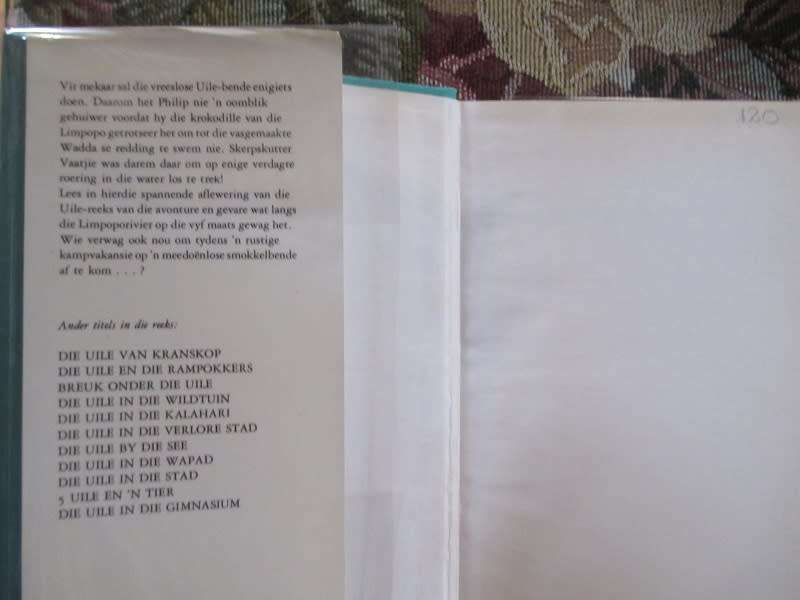 Vir mekaar sal die vreeslose Uile-bende enigiets
doen. Daarom het Philip nie 'n oomblik
gehuiwer voordat hy die krokodille van die
Limpopo getrotseer het om tot die vasgemaakte
Wadda se redding te swem nie. Skerpskutter
Vaatjie was darem daar om op enige verdagte
roering in die water los te trek!
Lees in hierdie spannende aflewering van die
Uile-reeks van die avonture en gevare wat langs
die Limpoporivier op die vyf maats gewag het.
Wie verwag ook nou om tydens 'n rustige
kampvakansie op 'n meedoënlose smokkelbende
af te kom . . . ?
Ander titels in die reeks:
DIE UILE VAN KRANSKOP
DIE UILE EN DIE RAMPOKKERS
BREUK ONDER DIE UILE
DIE UILE IN DIE WILDTUIN
DIE UILE IN DIE KALAHARI
DIE UILE IN DIE VERLORE STAD
DIE UILE BY DIE SEE
DIE UILE IN DIE WAPAD
DIE UILE IN DIE STAD
5 UILE EN 'N TIER
DIE UILE IN DIE GIMNASIUM
120